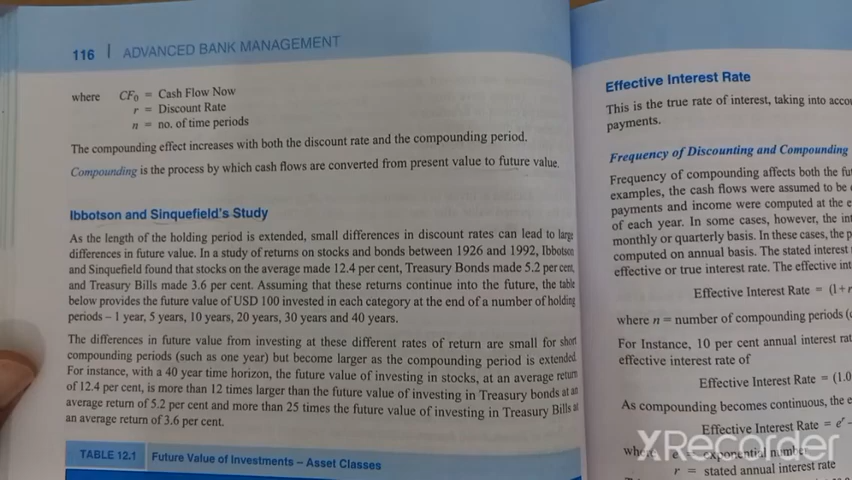 116 | ADVANCED BANK MANAGEMENT
where CF0 = Cash Flow Now
r = Discount Rate
n = no. of time periods
The compounding effect increases with both the discount rate and the compounding period.
Compounding is the process by which cash flows are converted from present value to future value.
Ibbotson and Sinquefield's Study
As the length of the holding period is extended, small differences in discount rates can lead to large
differences in future value. In a study of returns on stocks and bonds between 1926 and 1992, Ibbotson
and Sinquefield found that stocks on the average made 12.4 per cent, Treasury Bonds made 5.2 per cent,
and Treasury Bills made 3.6 per cent. Assuming that these returns continue into the future, the table
below provides the future value of USD 100 invested in each category at the end of a number of holding
periods – 1 year, 5 years, 10 years, 20 years, 30 years and 40 years.
The differences in future value from investing at these different rates of return are small for short
compounding periods (such as one year) but become larger as the compounding period is extended.
For instance, with a 40 year time horizon, the future value of investing in stocks, at an average return
of 12.4 per cent, is more than 12 times larger than the future value of investing in Treasury bonds at an
average return of 5.2 per cent and more than 25 times the future value of investing in Treasury Bills at
an average return of 3.6 per cent.
TABLE 12.1 Future Value of Investments – Asset Classes
Effective Interest Rate
This is the true rate of interest, taking into
payments.
Frequency of Discounting and Compounding
Frequency of compounding affects both the
examples, the cash flows were assumed to be
payments and income were computed at the
of each year. In some cases, however, the
monthly or quarterly basis. In these cases, the
computed on annual basis. The stated interest
effective or true interest rate. The effective
Effective Interest Rate = (1+r
where n = number of compounding periods
For Instance, 10 per cent annual interest
effective interest rate of
Effective Interest Rate = (1.0
As compounding becomes continuous, the
Effective Interest Rate = e^r –
where e = exponential number
r = stated annual interest rate
XRecorder